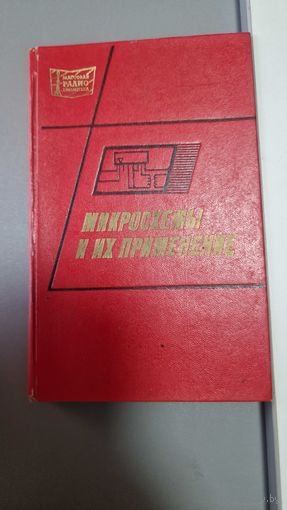 МАССОВАЯ
РАДИО
БИБЛИОТЕКА
МИКРОСХЕМЫ
И ИХ ПРИМЕНЕНИЕ